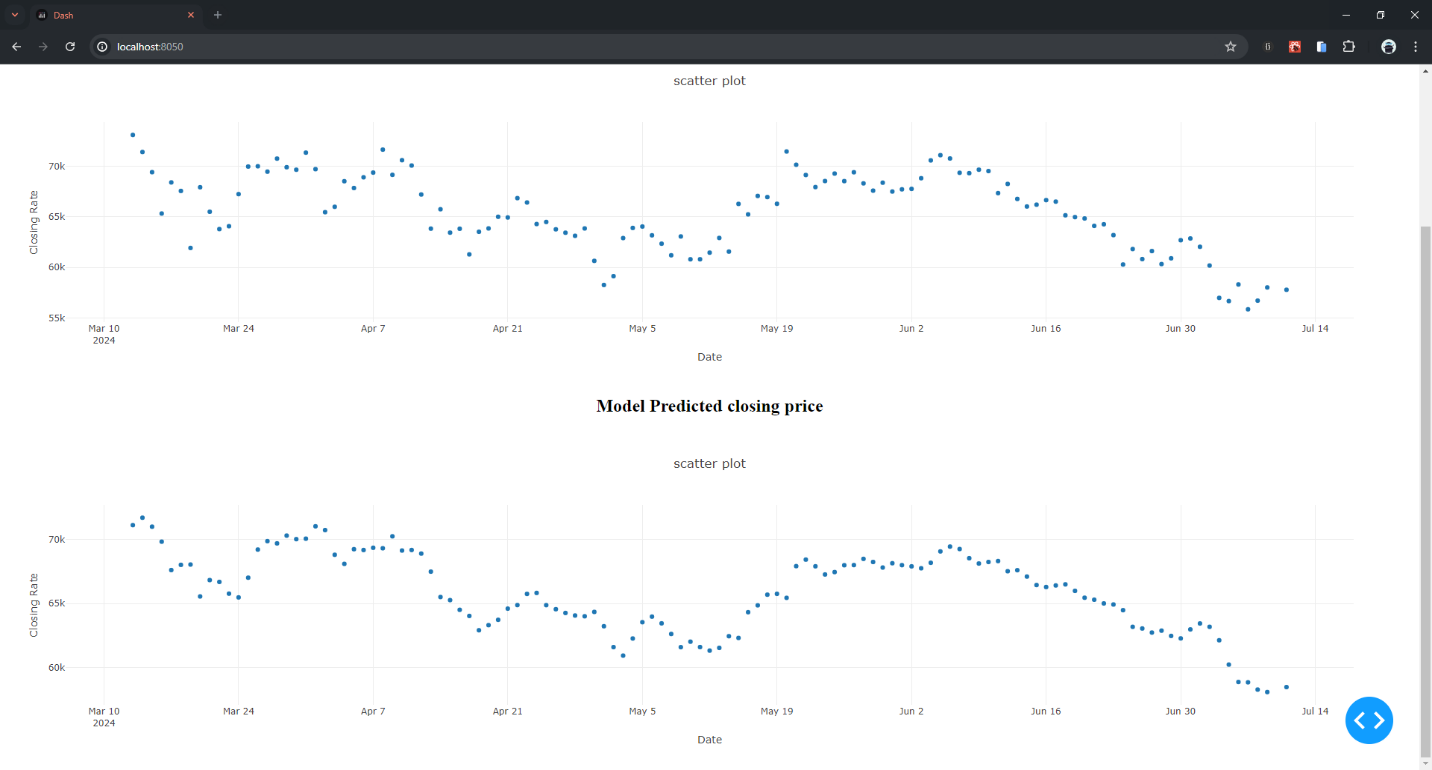 Dash
localhost:8050
scatter plot
70k
65k
60k
55k
Closing Rate
Mar 10
2024
Mar 24
Apr 7
Apr 21
May 5
May 19
Jun 2
Jun 16
Jun 30
Jul 14
Date
Model Predicted closing price
scatter plot
70k
65k
60k
Closing Rate
Mar 10
2024
Mar 24
Apr 7
Apr 21
May 5
May 19
Jun 2
Jun 16
Jun 30
Jul 14
Date